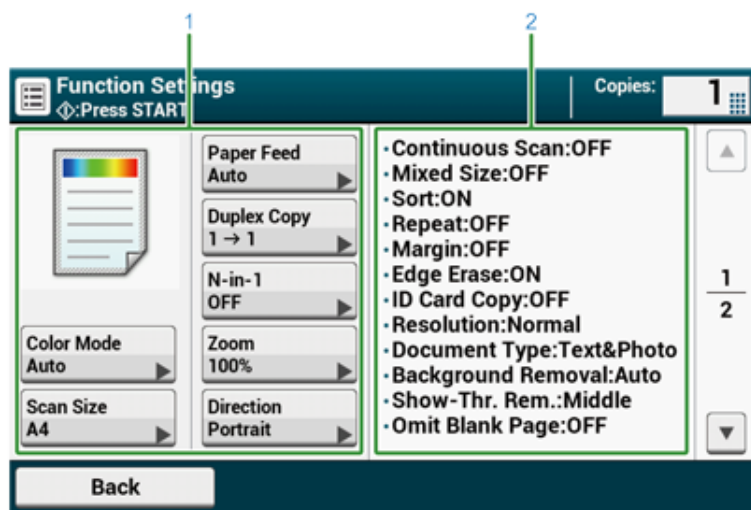 1
2
Function Settings
:Press START
Copies:
1
Paper Feed
Auto
Duplex Copy
1 → 1
N-in-1
OFF
Color Mode
Auto
Zoom
100%
Scan Size
A4
Direction
Portrait
・Continuous Scan:OFF
・Mixed Size:OFF
・Sort:ON
・Repeat:OFF
・Margin:OFF
・Edge Erase:ON
・ID Card Copy:OFF
・Resolution:Normal
・Document Type:Text&Photo
・Background Removal:Auto
・Show-Thr. Rem.:Middle
・Omit Blank Page:OFF
1
2
Back